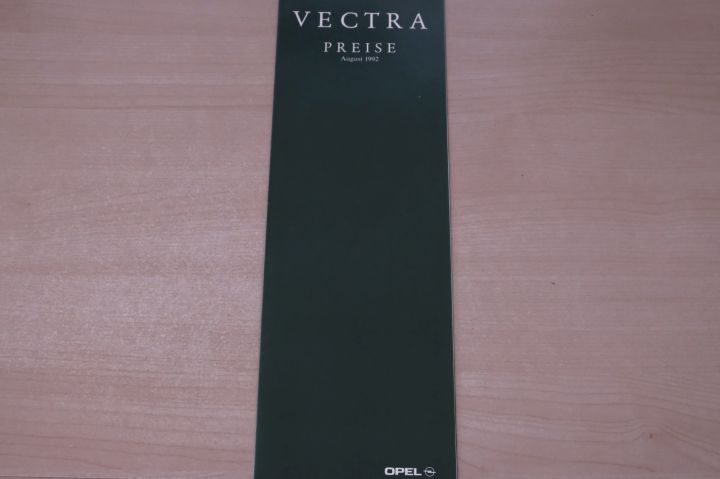 VECTRA
PREISE
August 1992
OPEL